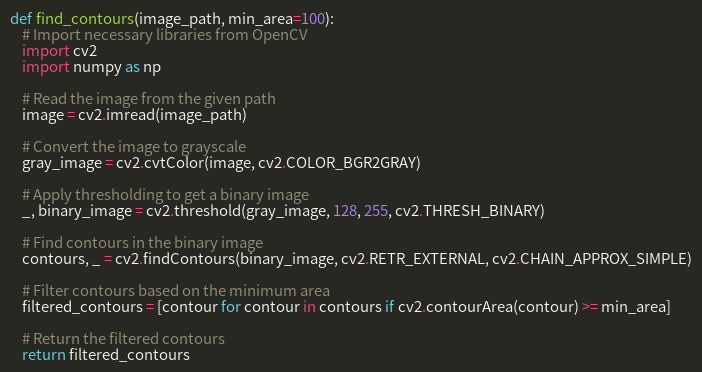 def find_contours(image_path, min_area=100):
    # Import necessary libraries from OpenCV
    import cv2
    import numpy as np

    # Read the image from the given path
    image = cv2.imread(image_path)

    # Convert the image to grayscale
    gray_image = cv2.cvtColor(image, cv2.COLOR_BGR2GRAY)

    # Apply thresholding to get a binary image
    _, binary_image = cv2.threshold(gray_image, 128, 255, cv2.THRESH_BINARY)

    # Find contours in the binary image
    contours, _ = cv2.findContours(binary_image, cv2.RETR_EXTERNAL, cv2.CHAIN_APPROX_SIMPLE)

    # Filter contours based on the minimum area
    filtered_contours = [contour for contour in contours if cv2.contourArea(contour) >= min_area]

    # Return the filtered contours
    return filtered_contours